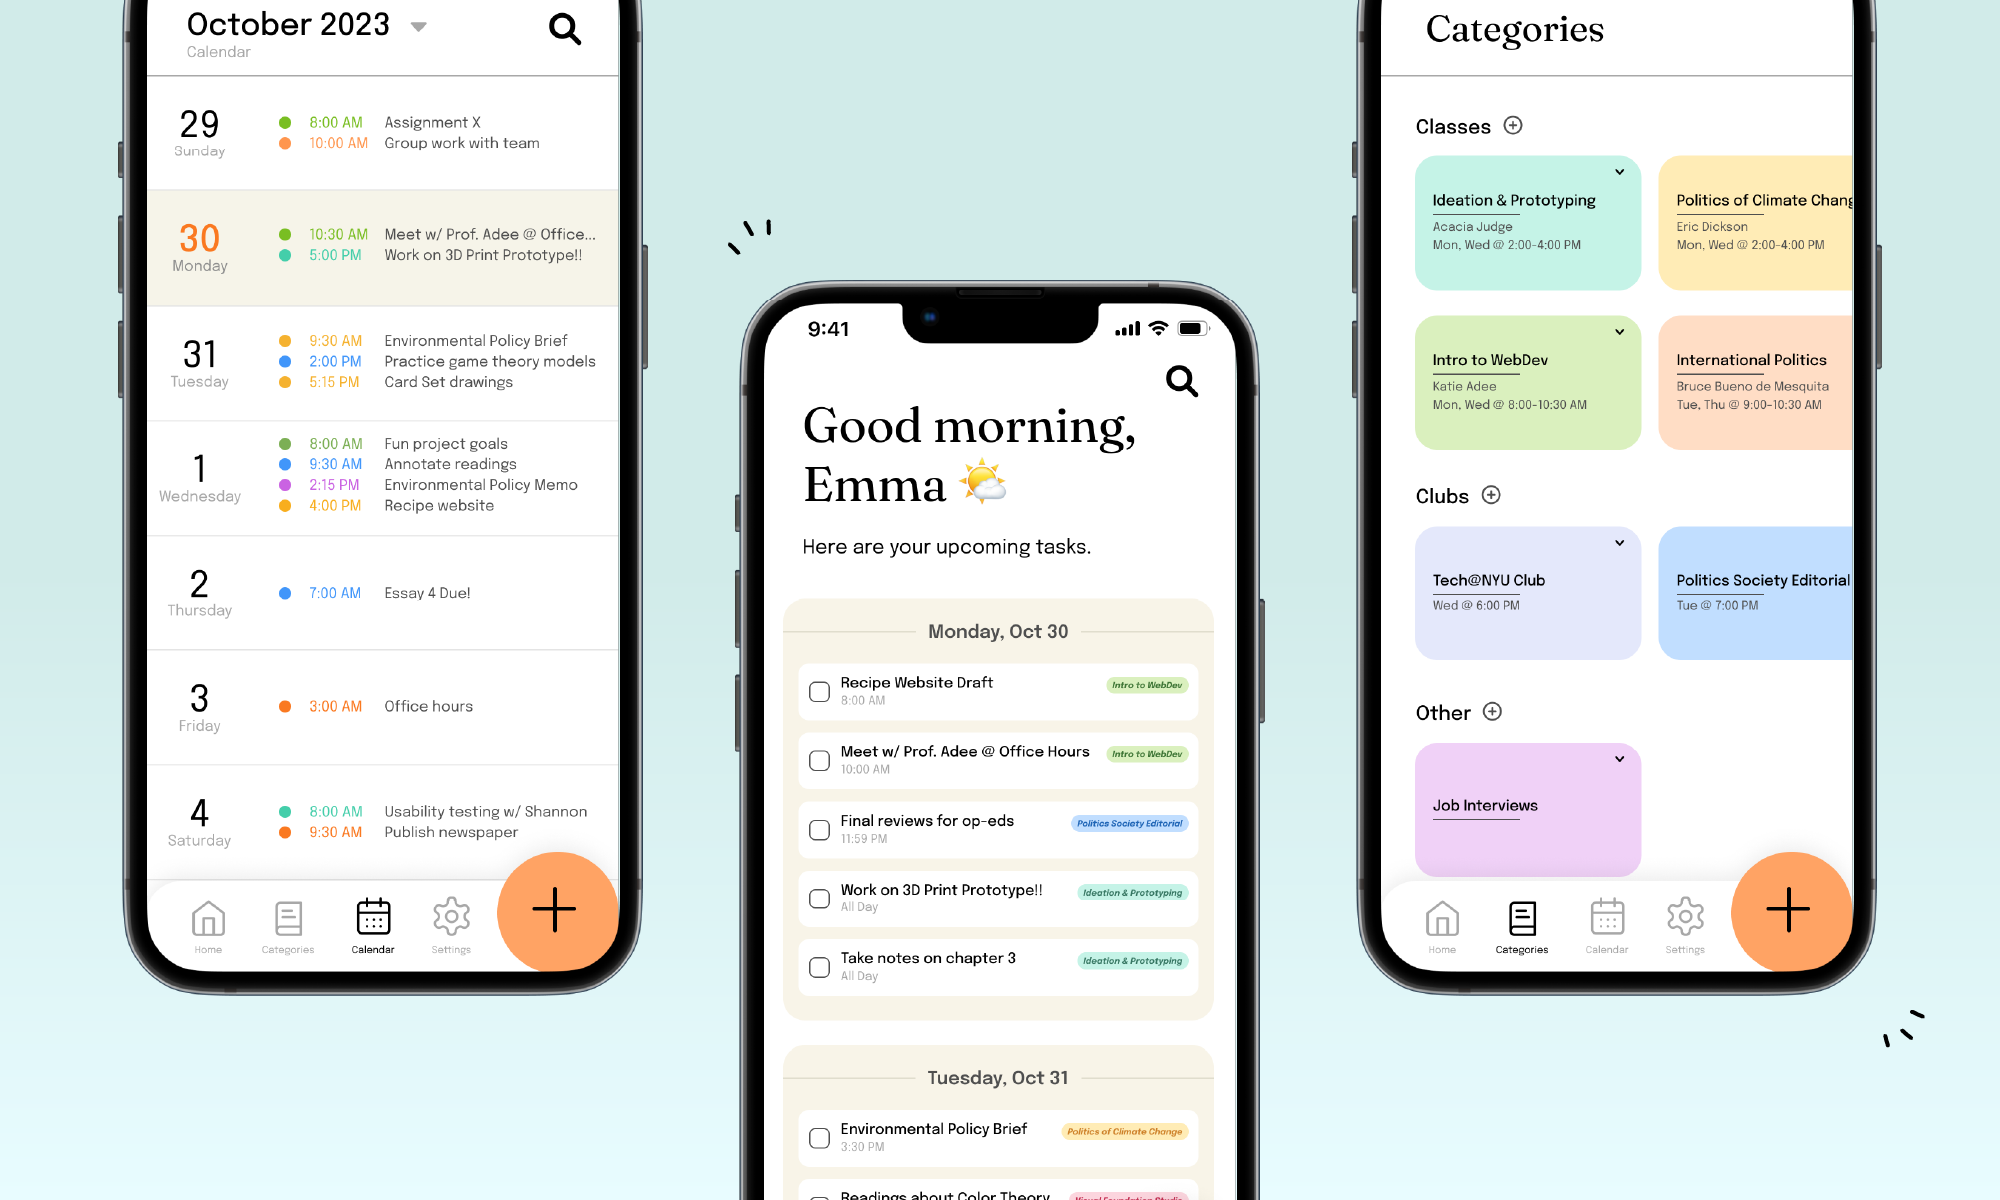 October 2023
Calendar
29
Sunday
8:00 AM Assignment X
10:00 AM Group work with team
30
Monday
10:30 AM Meet w/ Prof. Adee @ Office...
5:00 PM Work on 3D Print Prototype!!
31
Tuesday
9:30 AM Environmental Policy Brief
2:00 PM Practice game theory models
5:15 PM Card Set drawings
1
Wednesday
8:00 AM Fun project goals
9:30 AM Annotate readings
2:15 PM Environmental Policy Memo
4:00 PM Recipe website
2
Thursday
7:00 AM Essay 4 Due!
3
Friday
3:00 AM Office hours
4
Saturday
8:00 AM Usability testing w/ Shannon
9:30 AM Publish newspaper
Home Categories Calendar Settings
9:41
Good morning,
Emma
Here are your upcoming tasks.
Monday, Oct 30
Recipe Website Draft Intro to WebDev
8:00 AM
Meet w/ Prof. Adee @ Office Hours Intro to WebDev
10:00 AM
Final reviews for op-eds Politics Society Editorial
11:59 PM
Work on 3D Print Prototype!! Ideation & Prototyping
All Day
Take notes on chapter 3 Ideation & Prototyping
All Day
Tuesday, Oct 31
Environmental Policy Brief Politics of Climate Change
3:30 PM
Readings about Color Theory Visual Foundation Studio
Categories
Classes
Ideation & Prototyping
Acacia Judge
Mon, Wed @ 2:00-4:00 PM
Politics of Climate Chang
Eric Dickson
Mon, Wed @ 2:00-4:00 PM
Intro to WebDev
Katie Adee
Mon, Wed @ 8:00-10:30 AM
International Politics
Bruce Bueno de Mesquita
Tue, Thu @ 9:00-10:30 AM
Clubs
Tech@NYU Club
Wed @ 6:00 PM
Politics Society Editorial
Tue @ 7:00 PM
Other
Job Interviews
Home Categories Calendar Settings